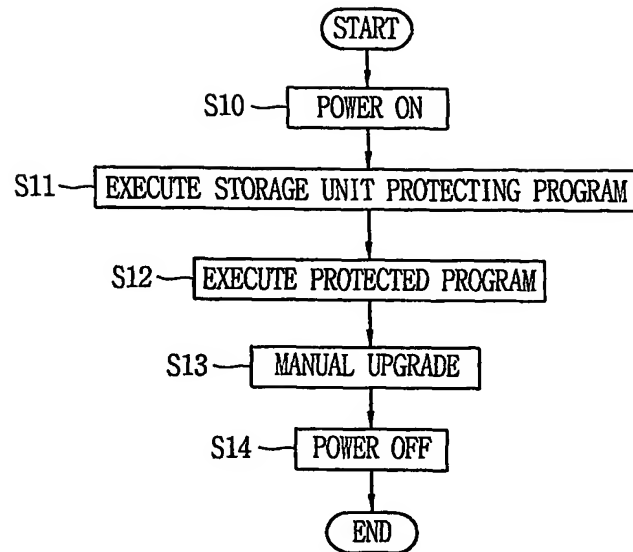 START
S10 POWER ON
S11 EXECUTE STORAGE UNIT PROTECTING PROGRAM
S12 EXECUTE PROTECTED PROGRAM
S13 MANUAL UPGRADE
S14 POWER OFF
END